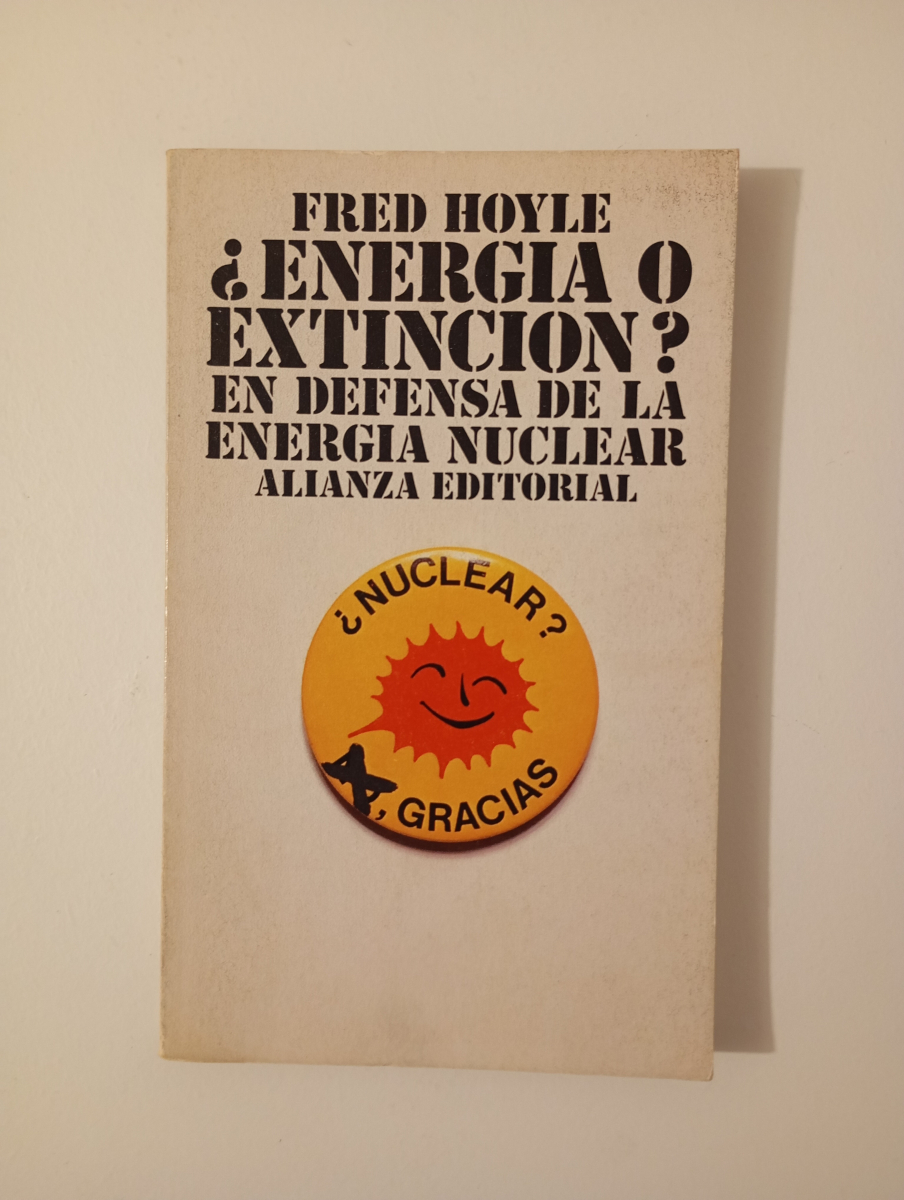 FRED HOYLE
¿ENERGIA O
EXTINCION?
EN DEFENSA DE LA
ENERGIA NUCLEAR
ALIANZA EDITORIAL
¿NUCLEAR?
, GRACIAS